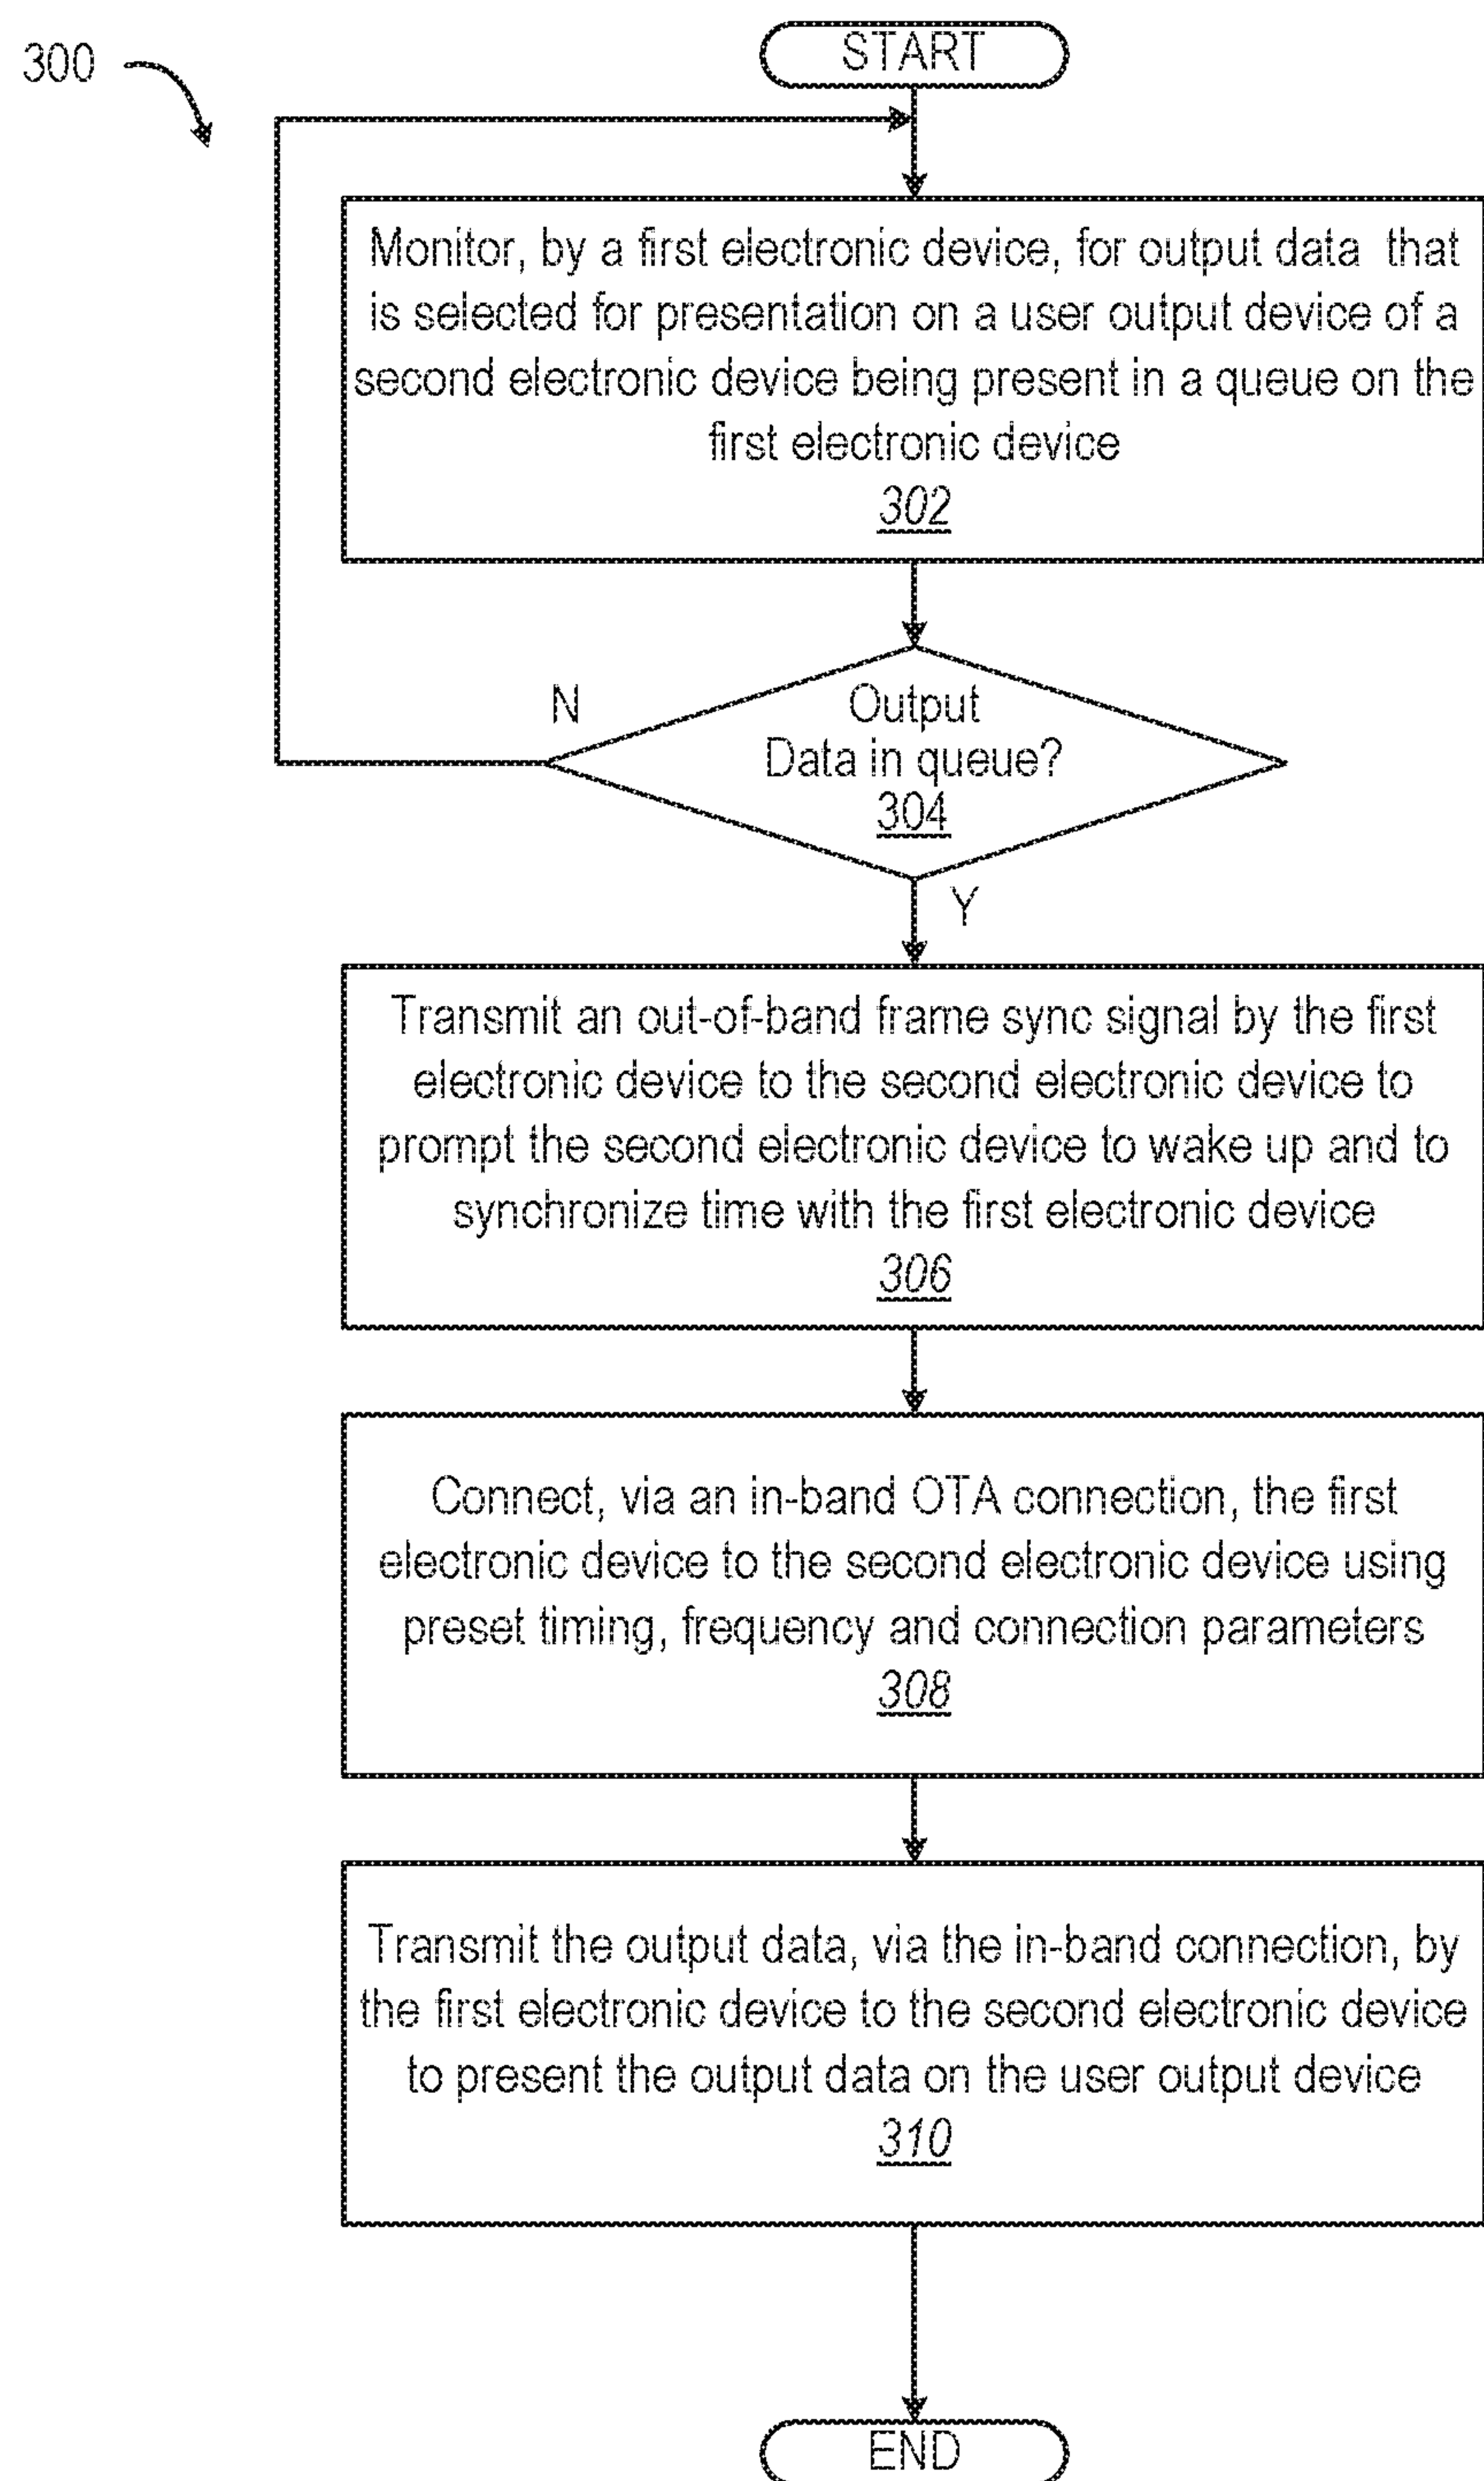 300
START
Monitor, by a first electronic device, for output data that
is selected for presentation on a user output device of a
second electronic device being present in a queue on the
first electronic device
302
N
Output
Data in queue?
304
Y
Transmit an out-of-band frame sync signal by the first
electronic device to the second electronic device to
prompt the second electronic device to wake up and to
synchronize time with the first electronic device
306
Connect, via an in-band OTA connection, the first
electronic device to the second electronic device using
preset timing, frequency and connection parameters
308
Transmit the output data, via the in-band connection, by
the first electronic device to the second electronic device
to present the output data on the user output device
310
END